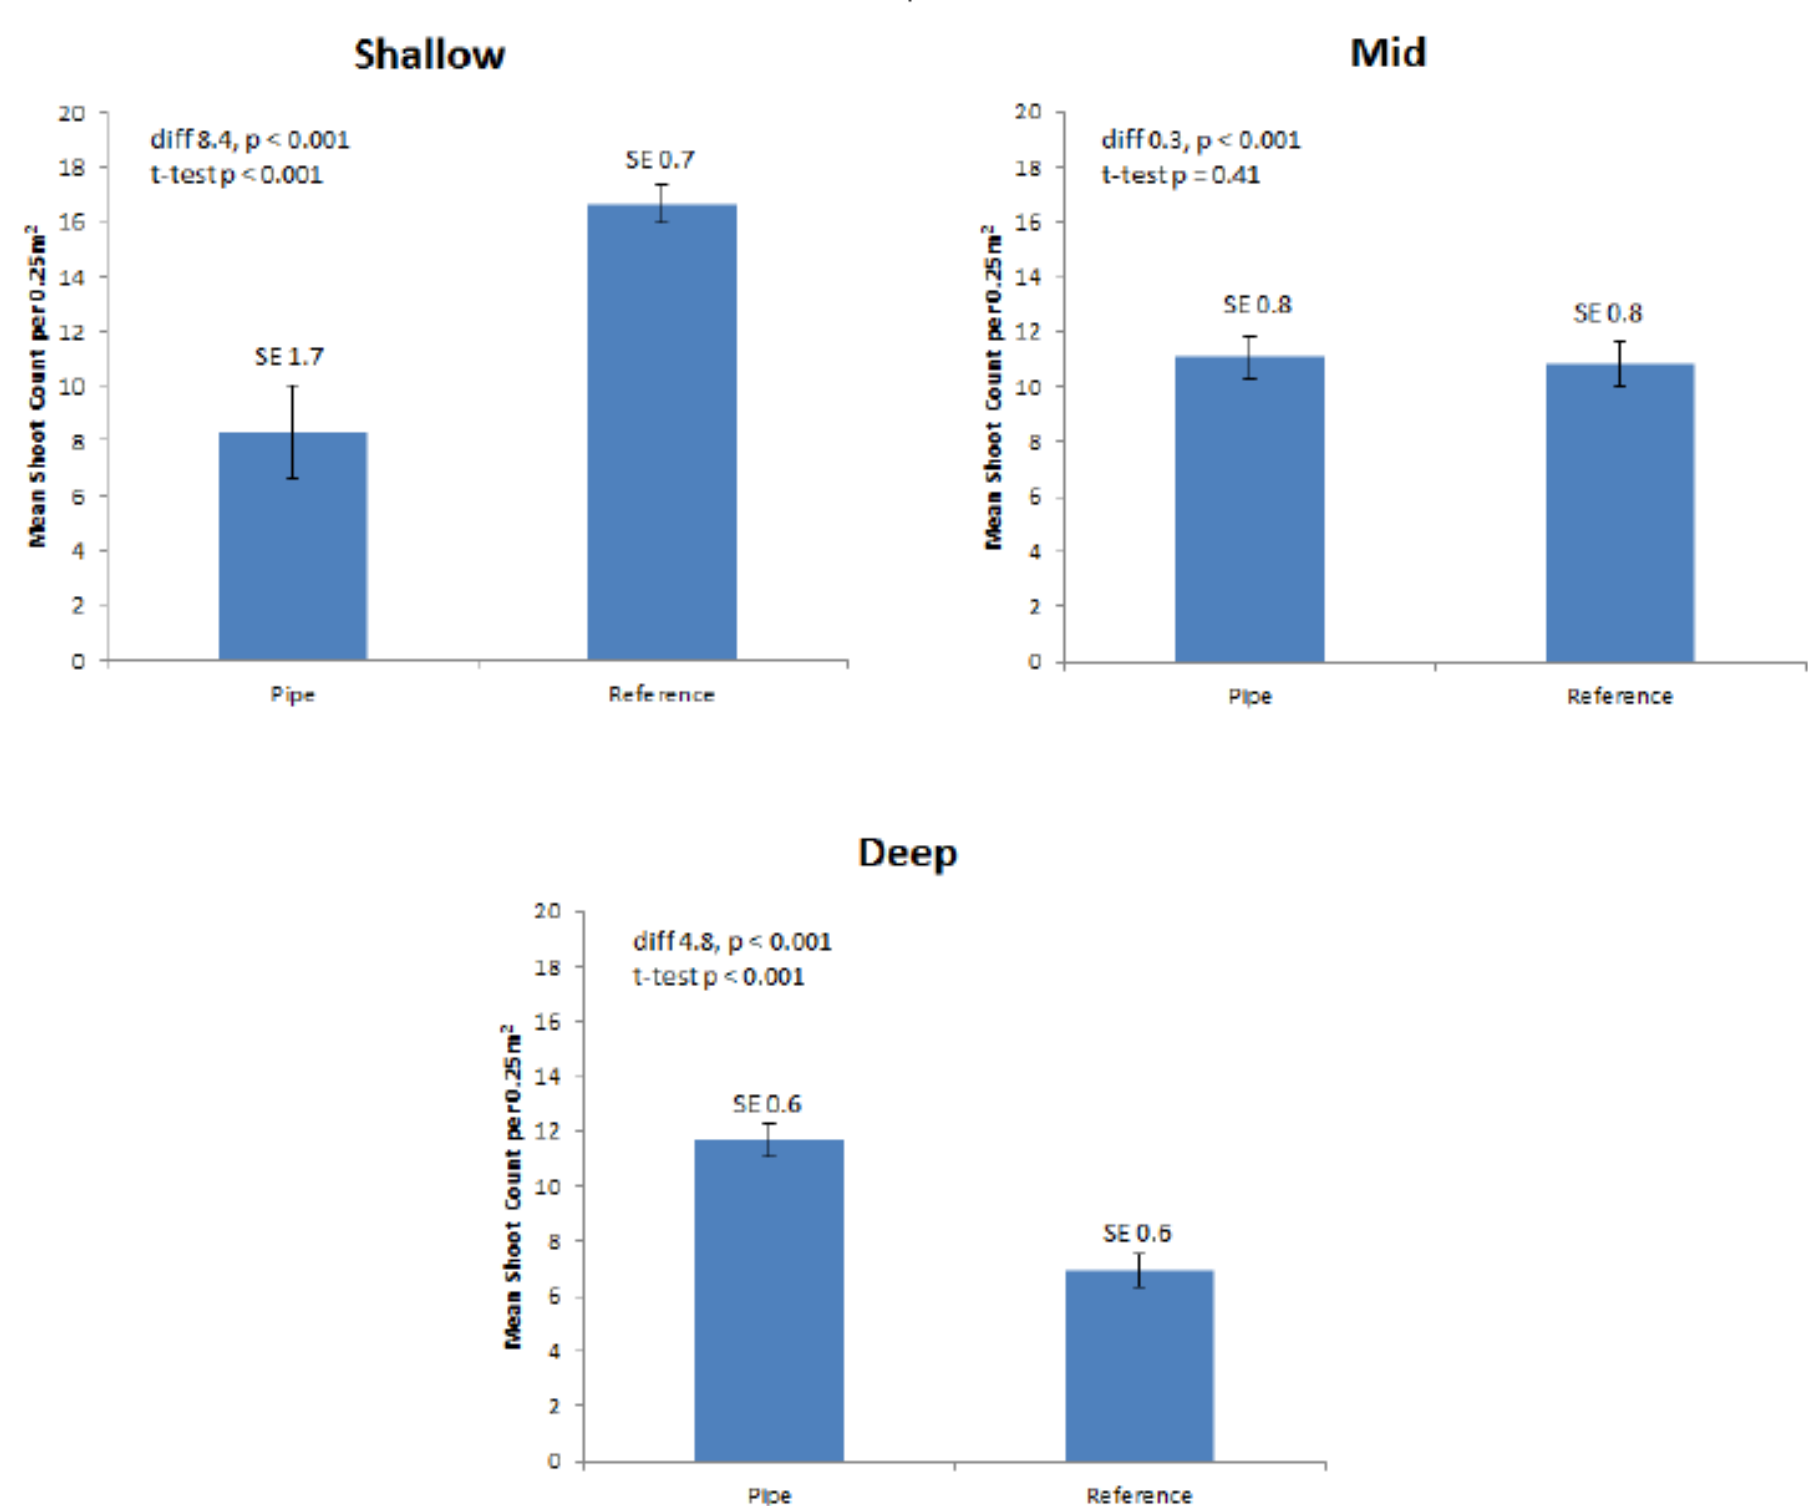 Shallow
20
18
16
14
12
10
8
6
4
2
0
Mean Shoot Count per 0.25m²
diff 8.4, p < 0.001
t-test p < 0.001
SE 1.7
SE 0.7
Pipe
Reference
Mid
20
18
16
14
12
10
8
6
4
2
0
Mean Shoot Count per 0.25m²
diff 0.3, p < 0.001
t-test p = 0.41
SE 0.8
SE 0.8
Pipe
Reference
Deep
20
18
16
14
12
10
8
6
4
2
0
Mean Shoot Count per 0.25m²
diff 4.8, p < 0.001
t-test p < 0.001
SE 0.6
SE 0.6
Pipe
Reference